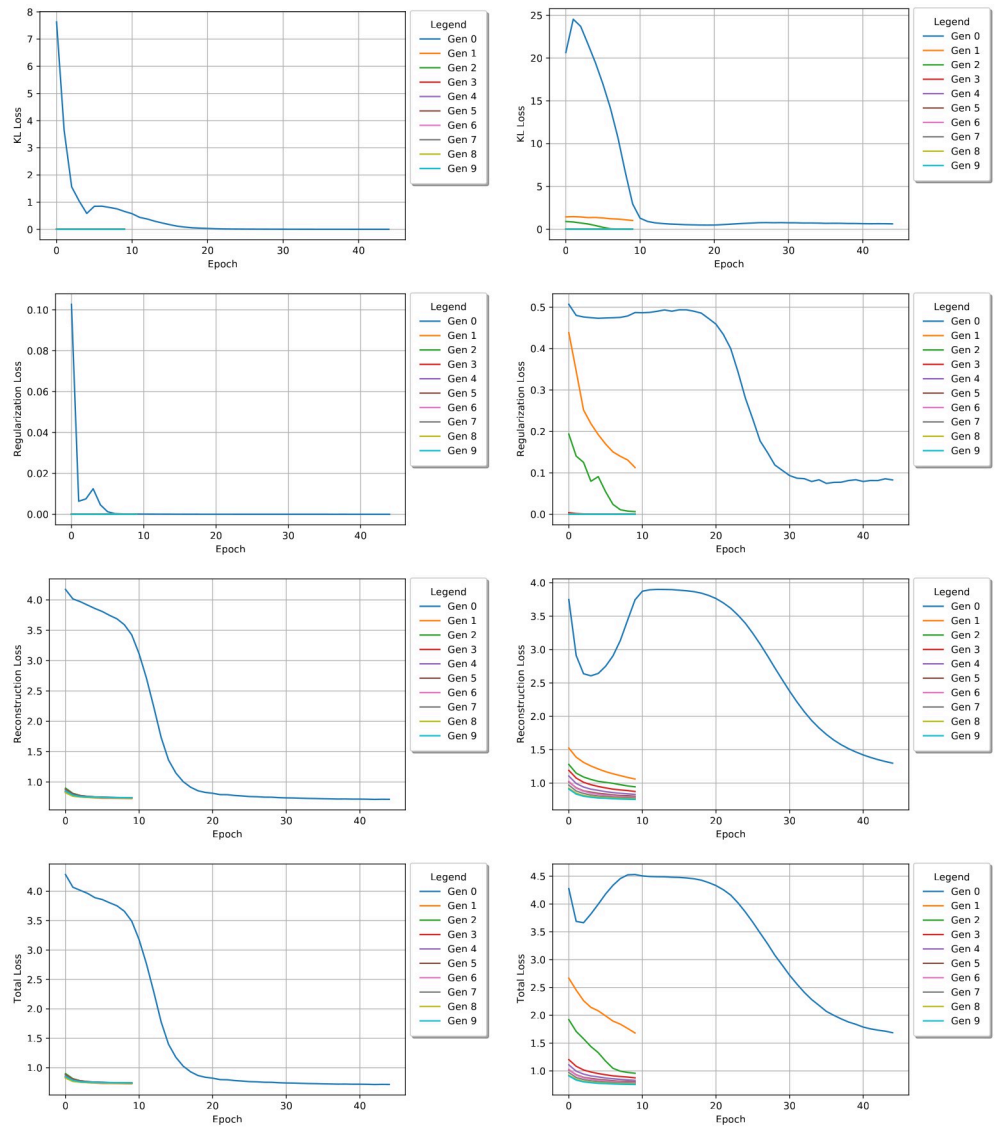 8
7
6
5
4
3
2
1
0
KL Loss
0
20
40
Epoch
Legend
Gen 0
Gen 1
Gen 2
Gen 3
Gen 4
Gen 5
Gen 6
Gen 7
Gen 8
Gen 9
25
20
15
10
5
0
KL Loss
0
10
20
30
40
Epoch
Legend
Gen 0
Gen 1
Gen 2
Gen 3
Gen 4
Gen 5
Gen 6
Gen 7
Gen 8
Gen 9
0.10
0.08
0.06
0.04
0.02
0.00
Regularization Loss
0
10
20
30
40
Epoch
Legend
Gen 0
Gen 1
Gen 2
Gen 3
Gen 4
Gen 5
Gen 6
Gen 7
Gen 8
Gen 9
0.5
0.4
0.3
0.2
0.1
0.0
Regularization Loss
0
10
20
30
40
Epoch
Legend
Gen 0
Gen 1
Gen 2
Gen 3
Gen 4
Gen 5
Gen 6
Gen 7
Gen 8
Gen 9
4.0
3.5
3.0
2.5
2.0
1.5
1.0
Reconstruction Loss
0
10
20
30
40
Epoch
Legend
Gen 0
Gen 1
Gen 2
Gen 3
Gen 4
Gen 5
Gen 6
Gen 7
Gen 8
Gen 9
4.0
3.5
3.0
2.5
2.0
1.5
1.0
Reconstruction Loss
0
10
20
30
40
Epoch
Legend
Gen 0
Gen 1
Gen 2
Gen 3
Gen 4
Gen 5
Gen 6
Gen 7
Gen 8
Gen 9
4.0
3.5
3.0
2.5
2.0
1.5
1.0
Total Loss
0
10
20
30
40
Epoch
Legend
Gen 0
Gen 1
Gen 2
Gen 3
Gen 4
Gen 5
Gen 6
Gen 7
Gen 8
Gen 9
4.5
4.0
3.5
3.0
2.5
2.0
1.5
1.0
Total Loss
0
10
20
30
40
Epoch
Legend
Gen 0
Gen 1
Gen 2
Gen 3
Gen 4
Gen 5
Gen 6
Gen 7
Gen 8
Gen 9